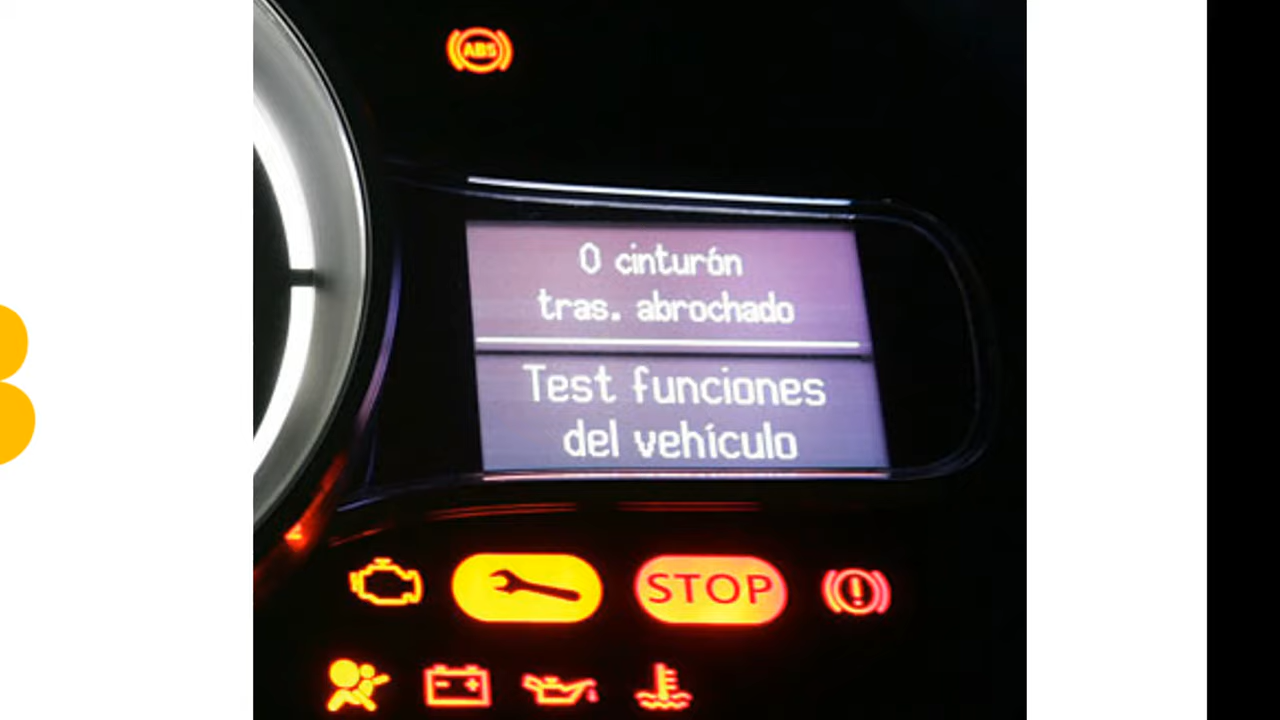 ABS
0 cinturón
tras. abrochado
Test funciones
del vehículo
STOP